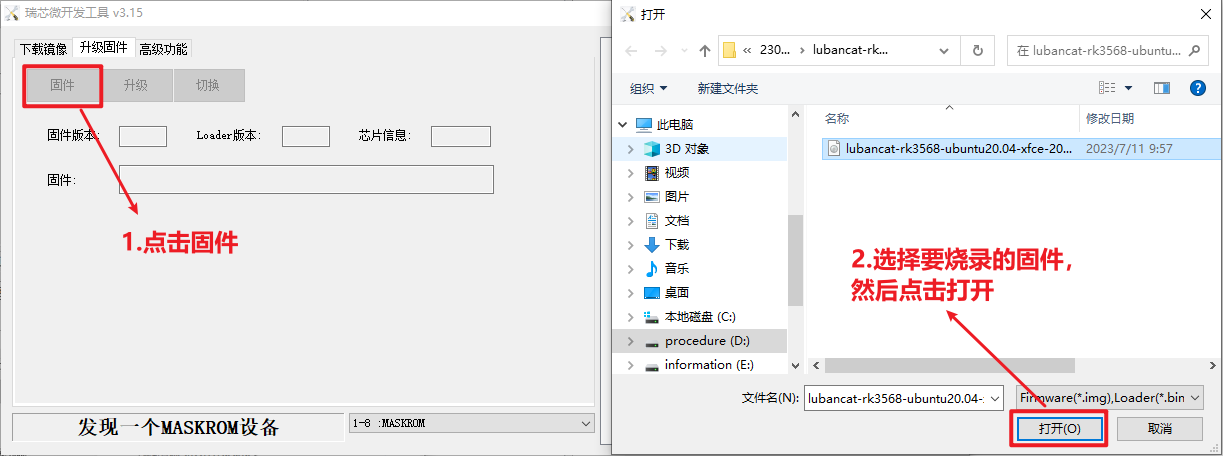 瑞芯微开发工具 v3.15
下载镜像 升级固件 高级功能
固件 升级 切换
固件版本: Loader版本: 芯片信息:
固件:
1.点击固件
发现一个MASKROM设备
1-8 :MASKROM
打开
« 230... › lubancat-rk...
在 lubancat-rk3568-ubuntu...
组织 新建文件夹
此电脑
3D 对象
视频
图片
文档
下载
音乐
桌面
本地磁盘 (C:)
procedure (D:)
information (E:)
名称 修改日期
lubancat-rk3568-ubuntu20.04-xfce-20... 2023/7/11 9:57
2.选择要烧录的固件,
然后点击打开
文件名(N): lubancat-rk3568-ubuntu20.04-
Firmware(*.img),Loader(*.bin
打开(O) 取消